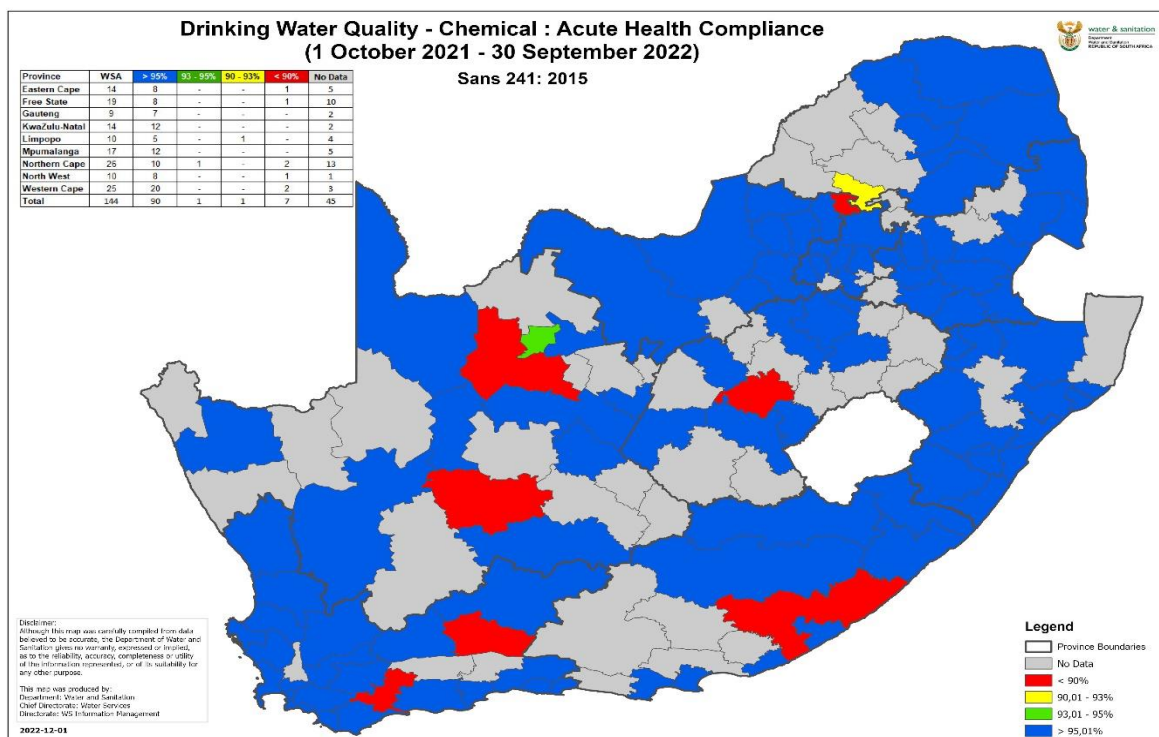 Drinking Water Quality - Chemical : Acute Health Compliance
(1 October 2021 - 30 September 2022)
Sans 241: 2015
water & sanitation
Department:
Water and Sanitation
REPUBLIC OF SOUTH AFRICA
Province WSA > 95% 93 - 95% 90 - 93% < 90% No Data
Eastern Cape 14 8 - - 1 5
Free State 19 8 - - 1 10
Gauteng 9 7 - - - 2
KwaZulu-Natal 14 12 - - - 2
Limpopo 10 5 - 1 - 4
Mpumalanga 17 12 - - - 5
Northern Cape 26 10 1 - 2 13
North West 10 8 - - 1 1
Western Cape 25 20 - - 2 3
Total 144 90 1 1 7 45
Disclaimer:
Although this map was carefully compiled from data
believed to be accurate, the Department of Water and
Sanitation gives no warranty, expressed or implied,
as to the reliability, accuracy, completeness or utility
of the information represented, or of its suitability for
any other purpose.
This map was produced by:
Department: Water and Sanitation
Chief Directorate: Water Services
Directorate: WS Information Management
2022-12-01
Legend
Province Boundaries
No Data
< 90%
90,01 - 93%
93,01 - 95%
> 95,01%